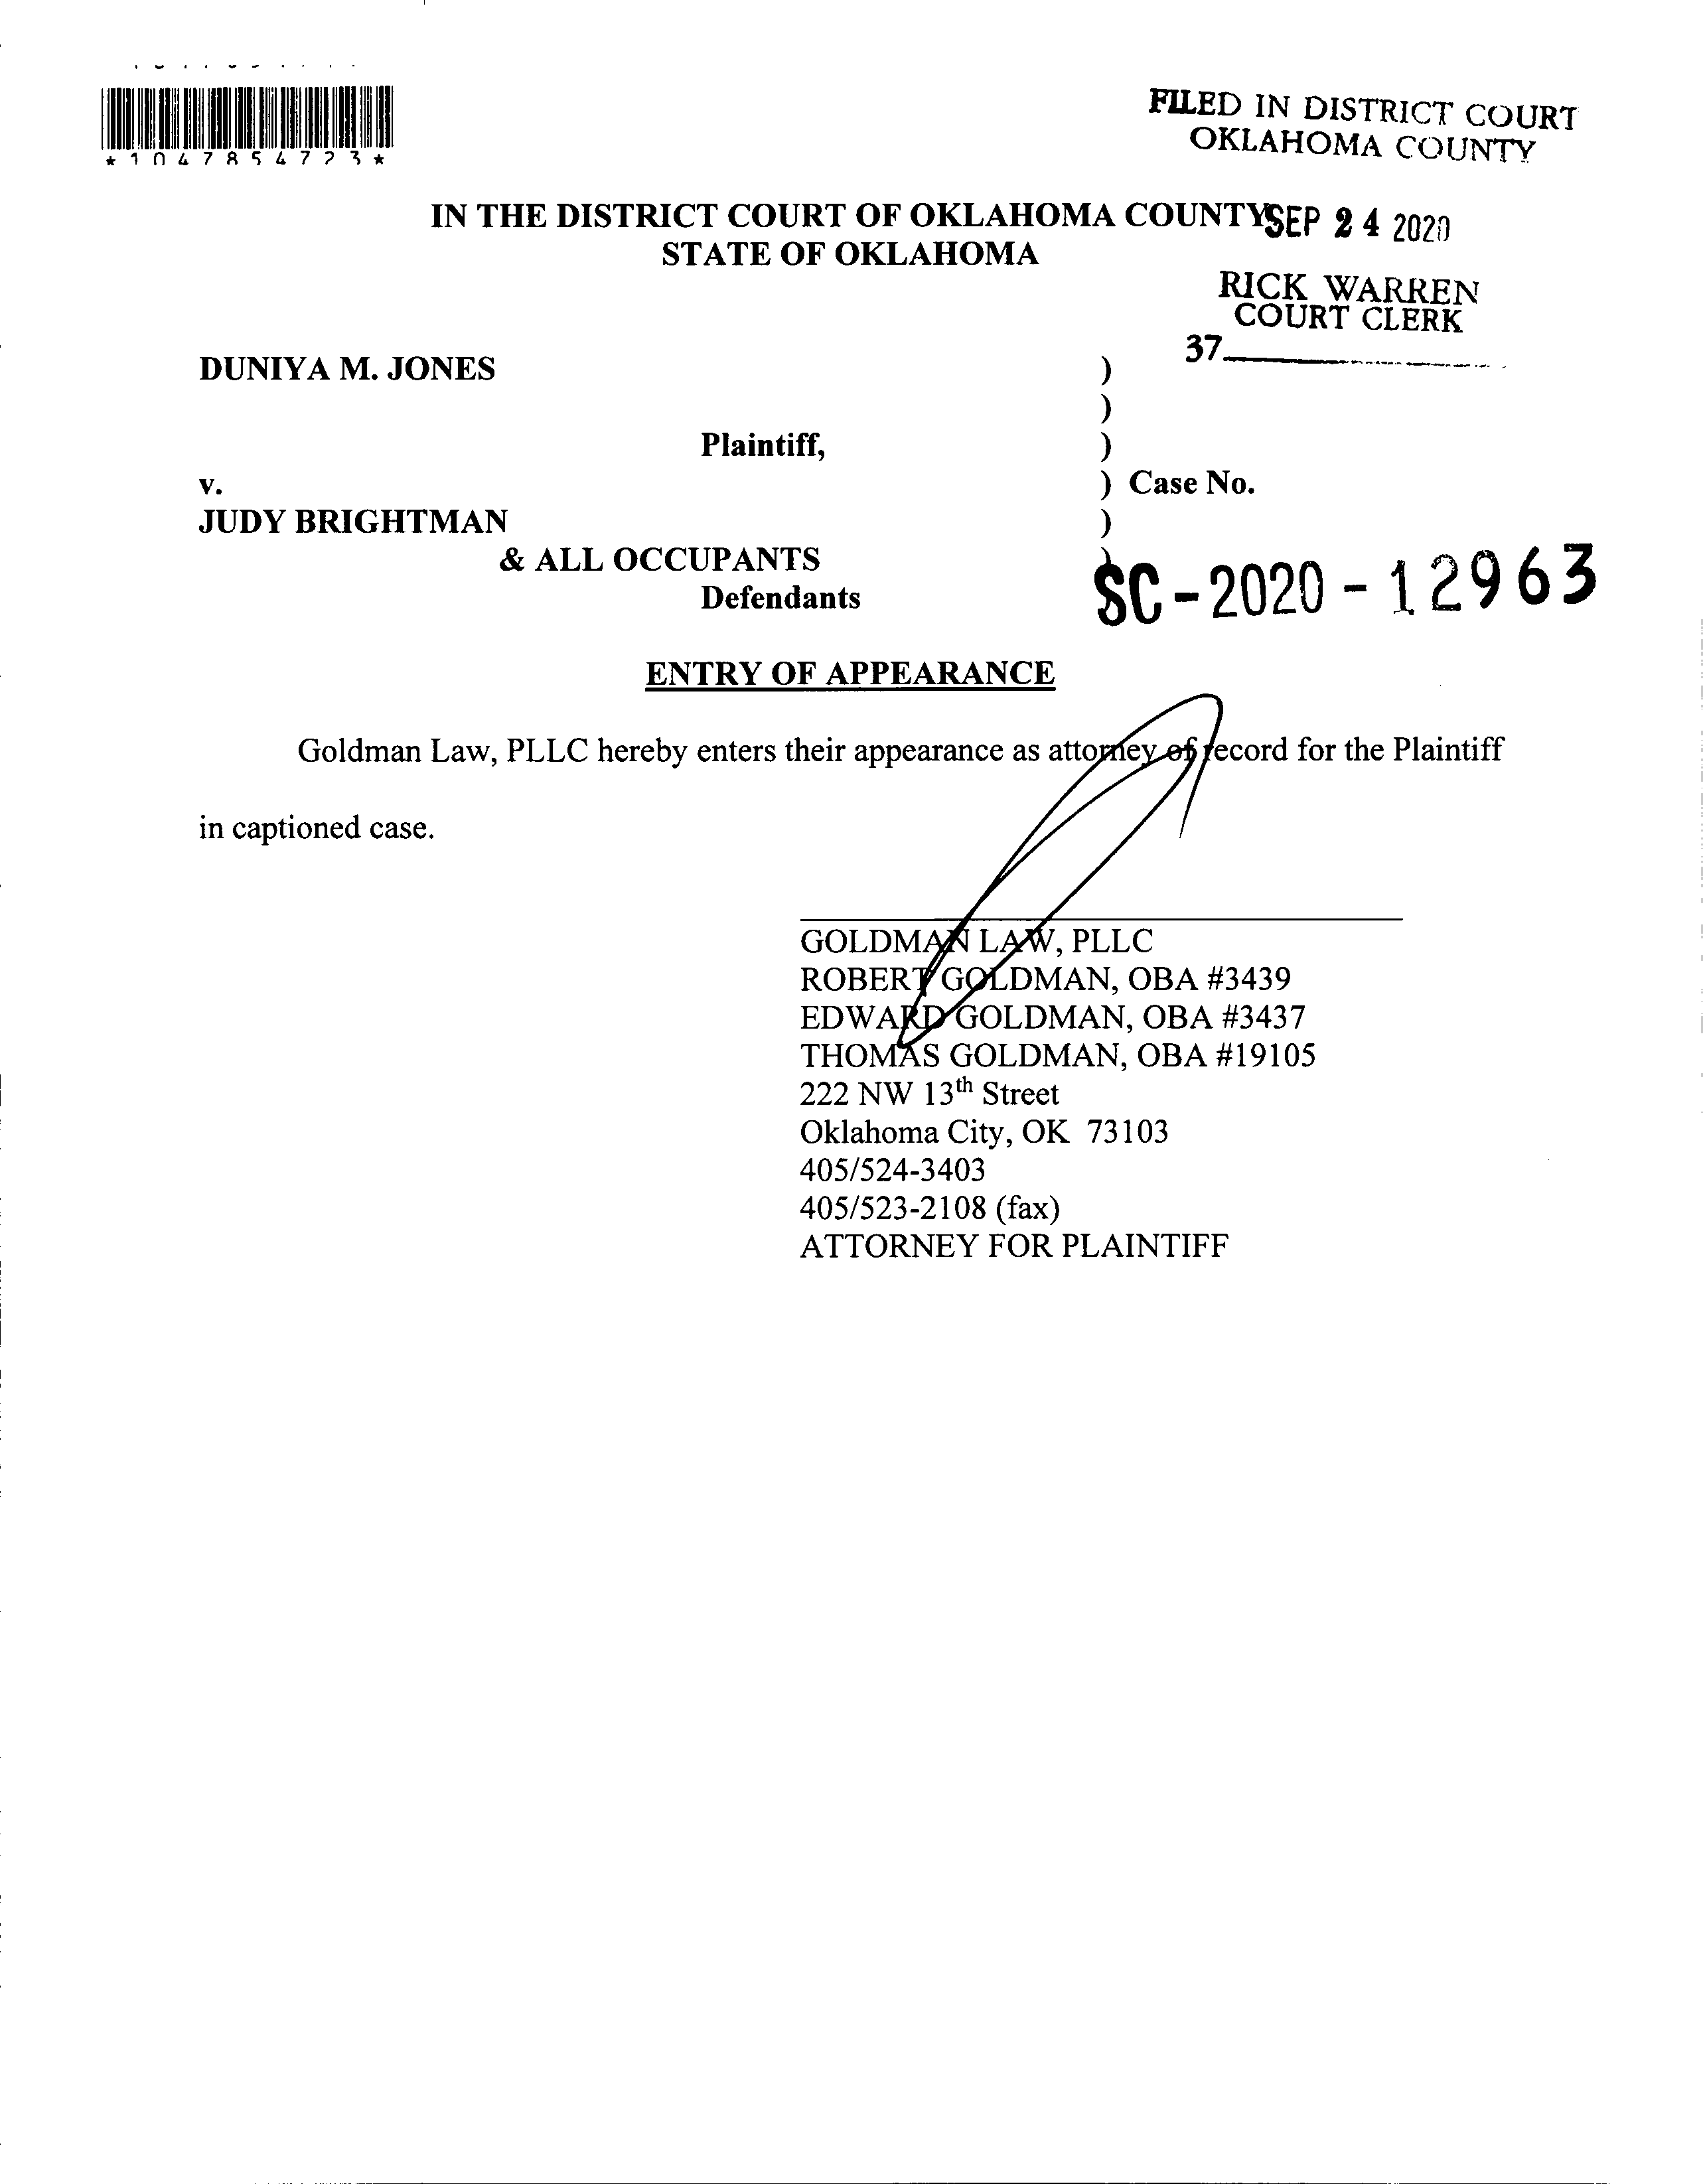 *1047854723*
FILED IN DISTRICT COURT
OKLAHOMA COUNTY
IN THE DISTRICT COURT OF OKLAHOMA COUNTY SEP 24 2020
STATE OF OKLAHOMA
RICK WARREN
COURT CLERK
37
DUNIYA M. JONES )
)
Plaintiff, )
v. ) Case No.
JUDY BRIGHTMAN )
& ALL OCCUPANTS )
Defendants SC-2020-12963
ENTRY OF APPEARANCE
Goldman Law, PLLC hereby enters their appearance as attorney of record for the Plaintiff
in captioned case.
GOLDMAN LAW, PLLC
ROBERT GOLDMAN, OBA #3439
EDWARD GOLDMAN, OBA #3437
THOMAS GOLDMAN, OBA #19105
222 NW 13th Street
Oklahoma City, OK 73103
405/524-3403
405/523-2108 (fax)
ATTORNEY FOR PLAINTIFF